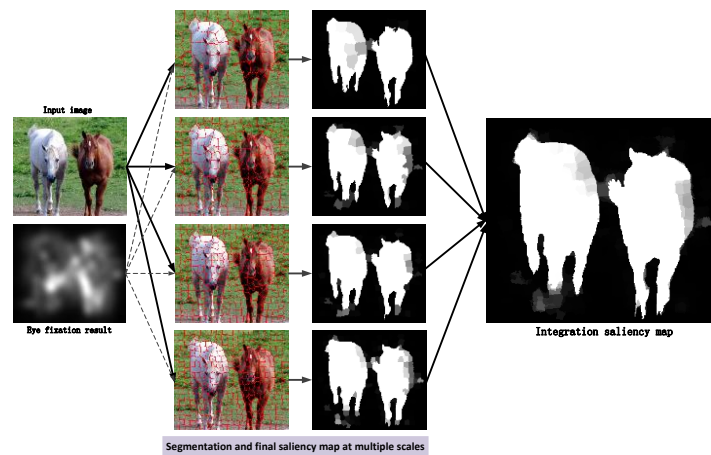 Input image
Eye fixation result
Integration saliency map
Segmentation and final saliency map at multiple scales